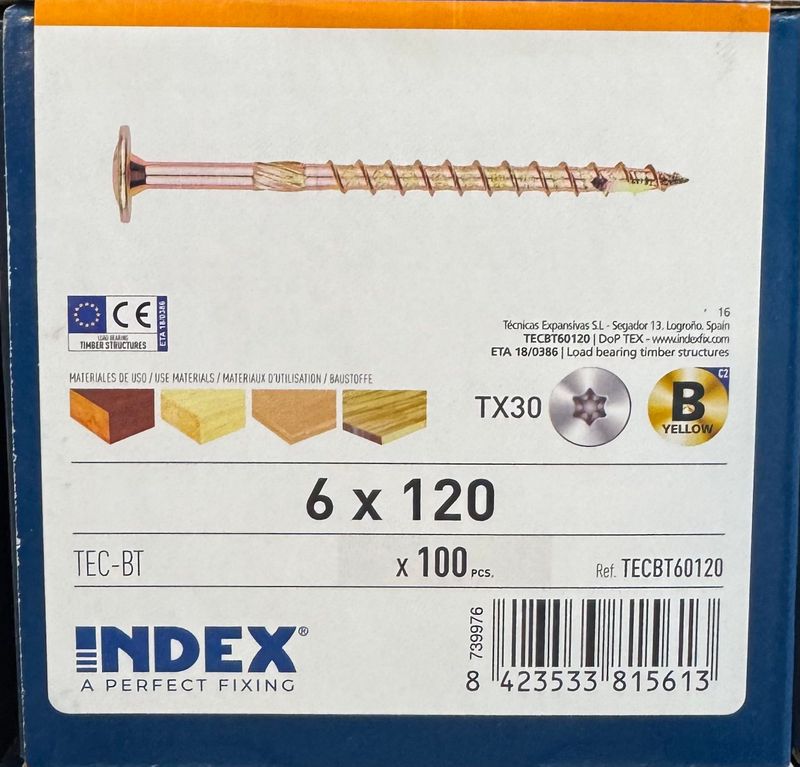 CE
LOAD BEARING
TIMBER STRUCTURES
ETA 18/0386
16
Técnicas Expansivas S.L - Segador 13. Logroño. Spain
TECBT60120 | DoP TEX - www.indexfix.com
ETA 18/0386 | Load bearing timber structures
MATERIALES DE USO / USE MATERIALS / MATERIAUX D'UTILISATION / BAUSTOFFE
TX30
C2
B
YELLOW
6 x 120
TEC-BT
x 100 PCS.
Ref. TECBT60120
INDEX®
A PERFECT FIXING
739976
8 423533 815613